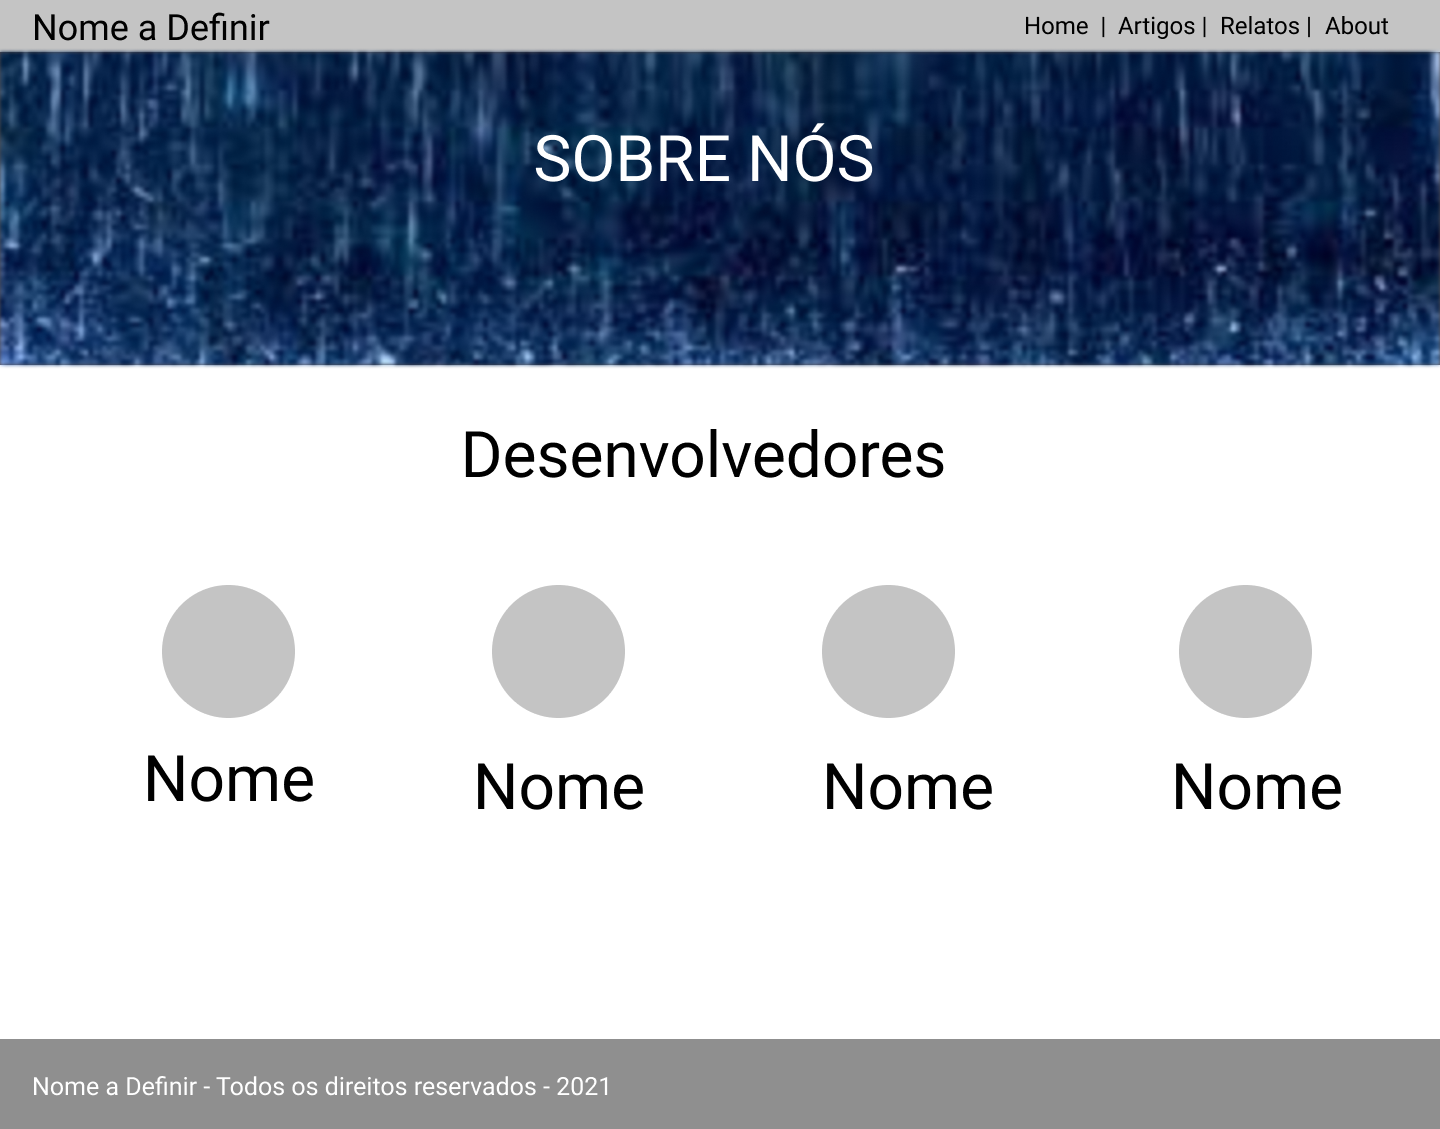 Nome a Definir
Home | Artigos | Relatos | About
SOBRE NÓS
Desenvolvedores
Nome Nome Nome Nome
Nome a Definir - Todos os direitos reservados - 2021